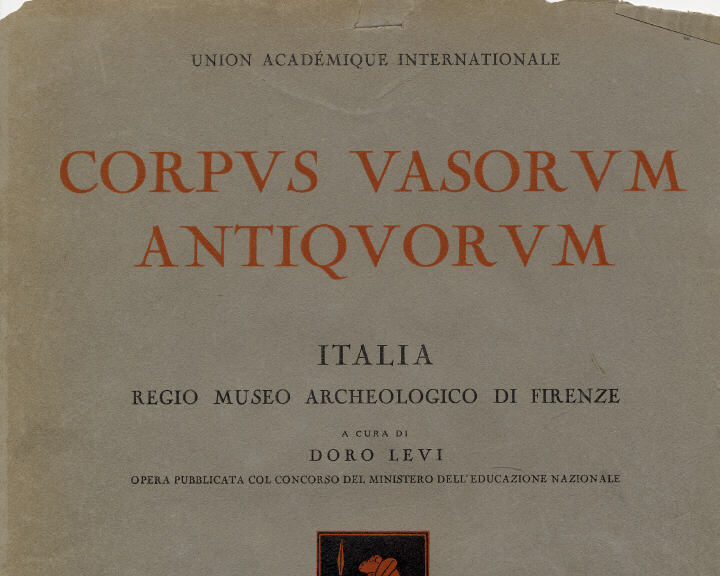 UNION ACADÉMIQUE INTERNATIONALE
CORPVS VASORVM
ANTIQVORVM
ITALIA
REGIO MUSEO ARCHEOLOGICO DI FIRENZE
A CURA DI
DORO LEVI
OPERA PUBBLICATA COL CONCORSO DEL MINISTERO DELL'EDUCAZIONE NAZIONALE